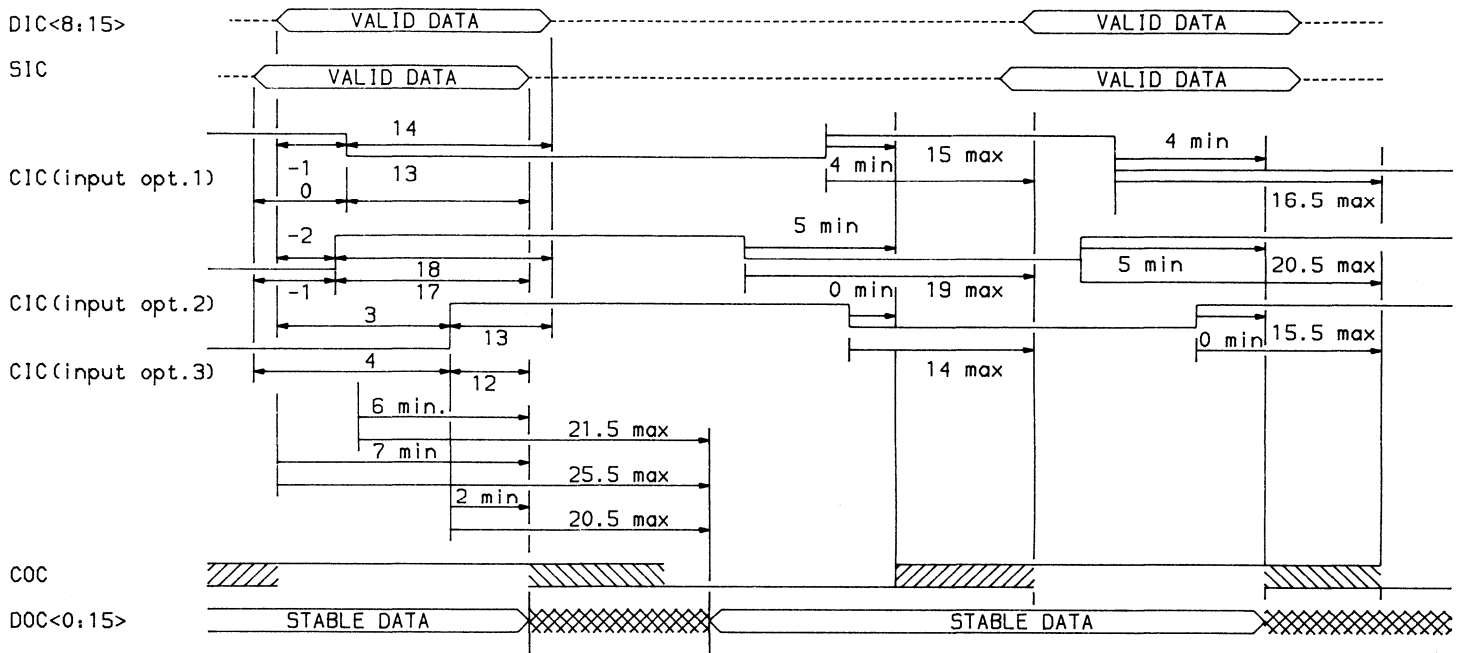 DIC<8:15>
VALID DATA
VALID DATA
SIC
VALID DATA
VALID DATA
14
4 min
-1
13
4 min
15 max
CIC(input opt.1)
0
16.5 max
-2
5 min
18
5 min
20.5 max
-1
17
0 min
19 max
CIC(input opt.2)
3
13
0 min
15.5 max
4
14 max
CIC(input opt.3)
12
6 min.
21.5 max
7 min
25.5 max
2 min
20.5 max
COC
DOC<0:15>
STABLE DATA
STABLE DATA